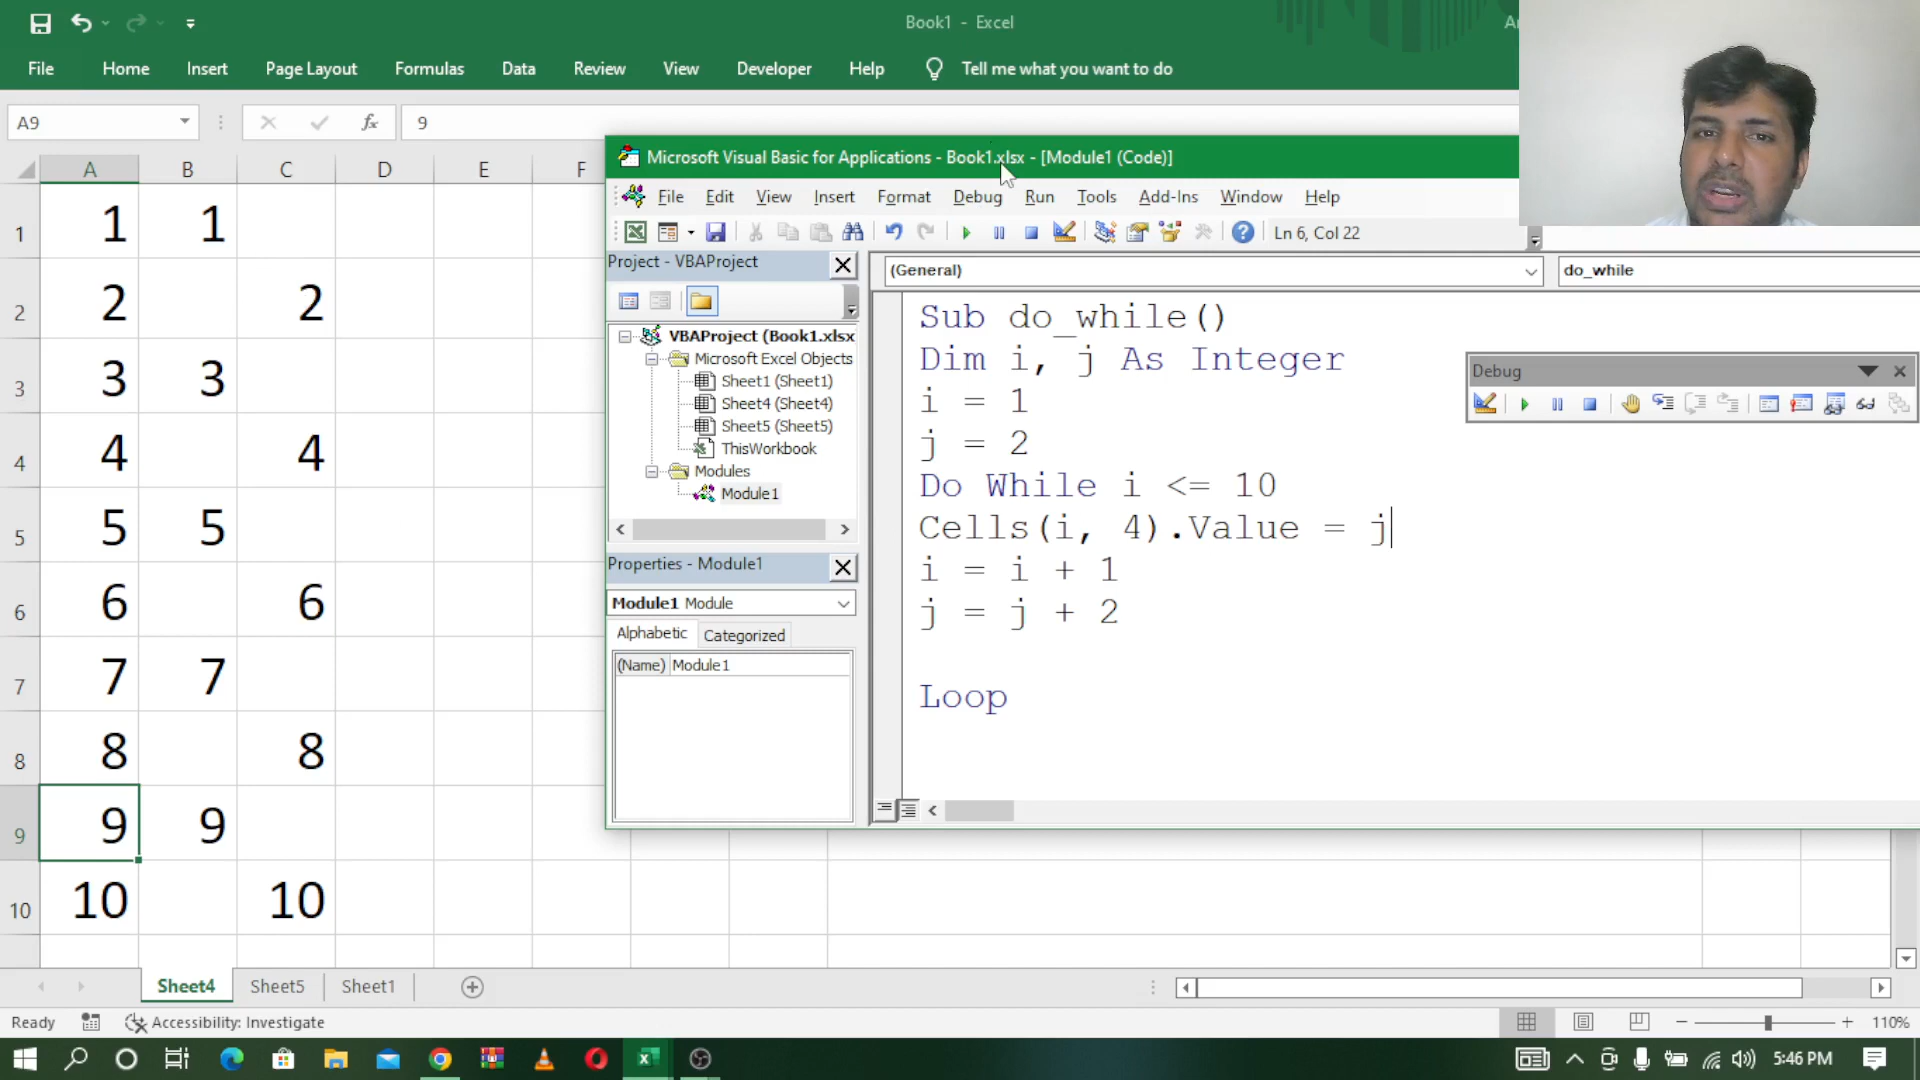 Book1 - Excel
File Home Insert Page Layout Formulas Data Review View Developer Help Tell me what you want to do
A9 fx 9
Microsoft Visual Basic for Applications - Book1.xlsx - [Module1 (Code)]
File Edit View Insert Format Debug Run Tools Add-Ins Window Help
Ln 6, Col 22
Project - VBAProject
(General) do_while
VBAProject (Book1.xlsx
Microsoft Excel Objects
Sheet1 (Sheet1)
Sheet4 (Sheet4)
Sheet5 (Sheet5)
ThisWorkbook
Modules
Module1
Properties - Module1
Module1 Module
Alphabetic Categorized
(Name) Module1
Sub do_while()
Dim i, j As Integer
i = 1
j = 2
Do While i <= 10
Cells(i, 4).Value = j
i = i + 1
j = j + 2
Loop
Debug
A B C D E F
1 1 1
2 2 2
3 3 3
4 4 4
5 5 5
6 6 6
7 7 7
8 8 8
9 9 9
10 10 10
Sheet4 Sheet5 Sheet1
Ready Accessibility: Investigate 110%
5:46 PM